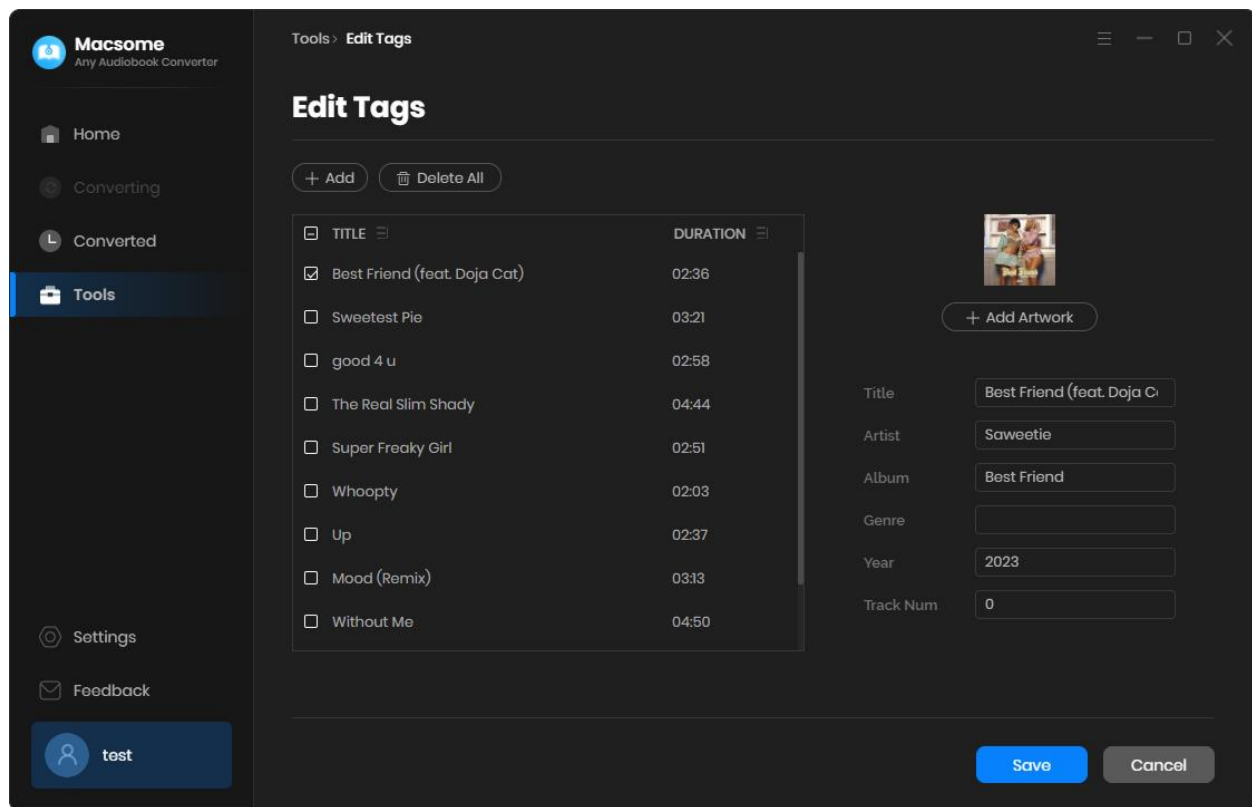 Macsome
Any Audiobook Converter
Home
Converting
Converted
Tools
Settings
Feedback
test
Tools > Edit Tags
Edit Tags
+ Add
Delete All
TITLE DURATION
Best Friend (feat. Doja Cat) 02:36
Sweetest Pie 03:21
good 4 u 02:58
The Real Slim Shady 04:44
Super Freaky Girl 02:51
Whoopty 02:03
Up 02:37
Mood (Remix) 03:13
Without Me 04:50
Best Friend
+ Add Artwork
Title Best Friend (feat. Doja C
Artist Saweetie
Album Best Friend
Genre
Year 2023
Track Num 0
Save
Cancel